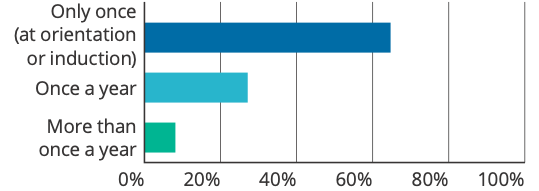 Only once
(at orientation
or induction)
Once a year
More than
once a year
0% 20% 40% 60% 80% 100%